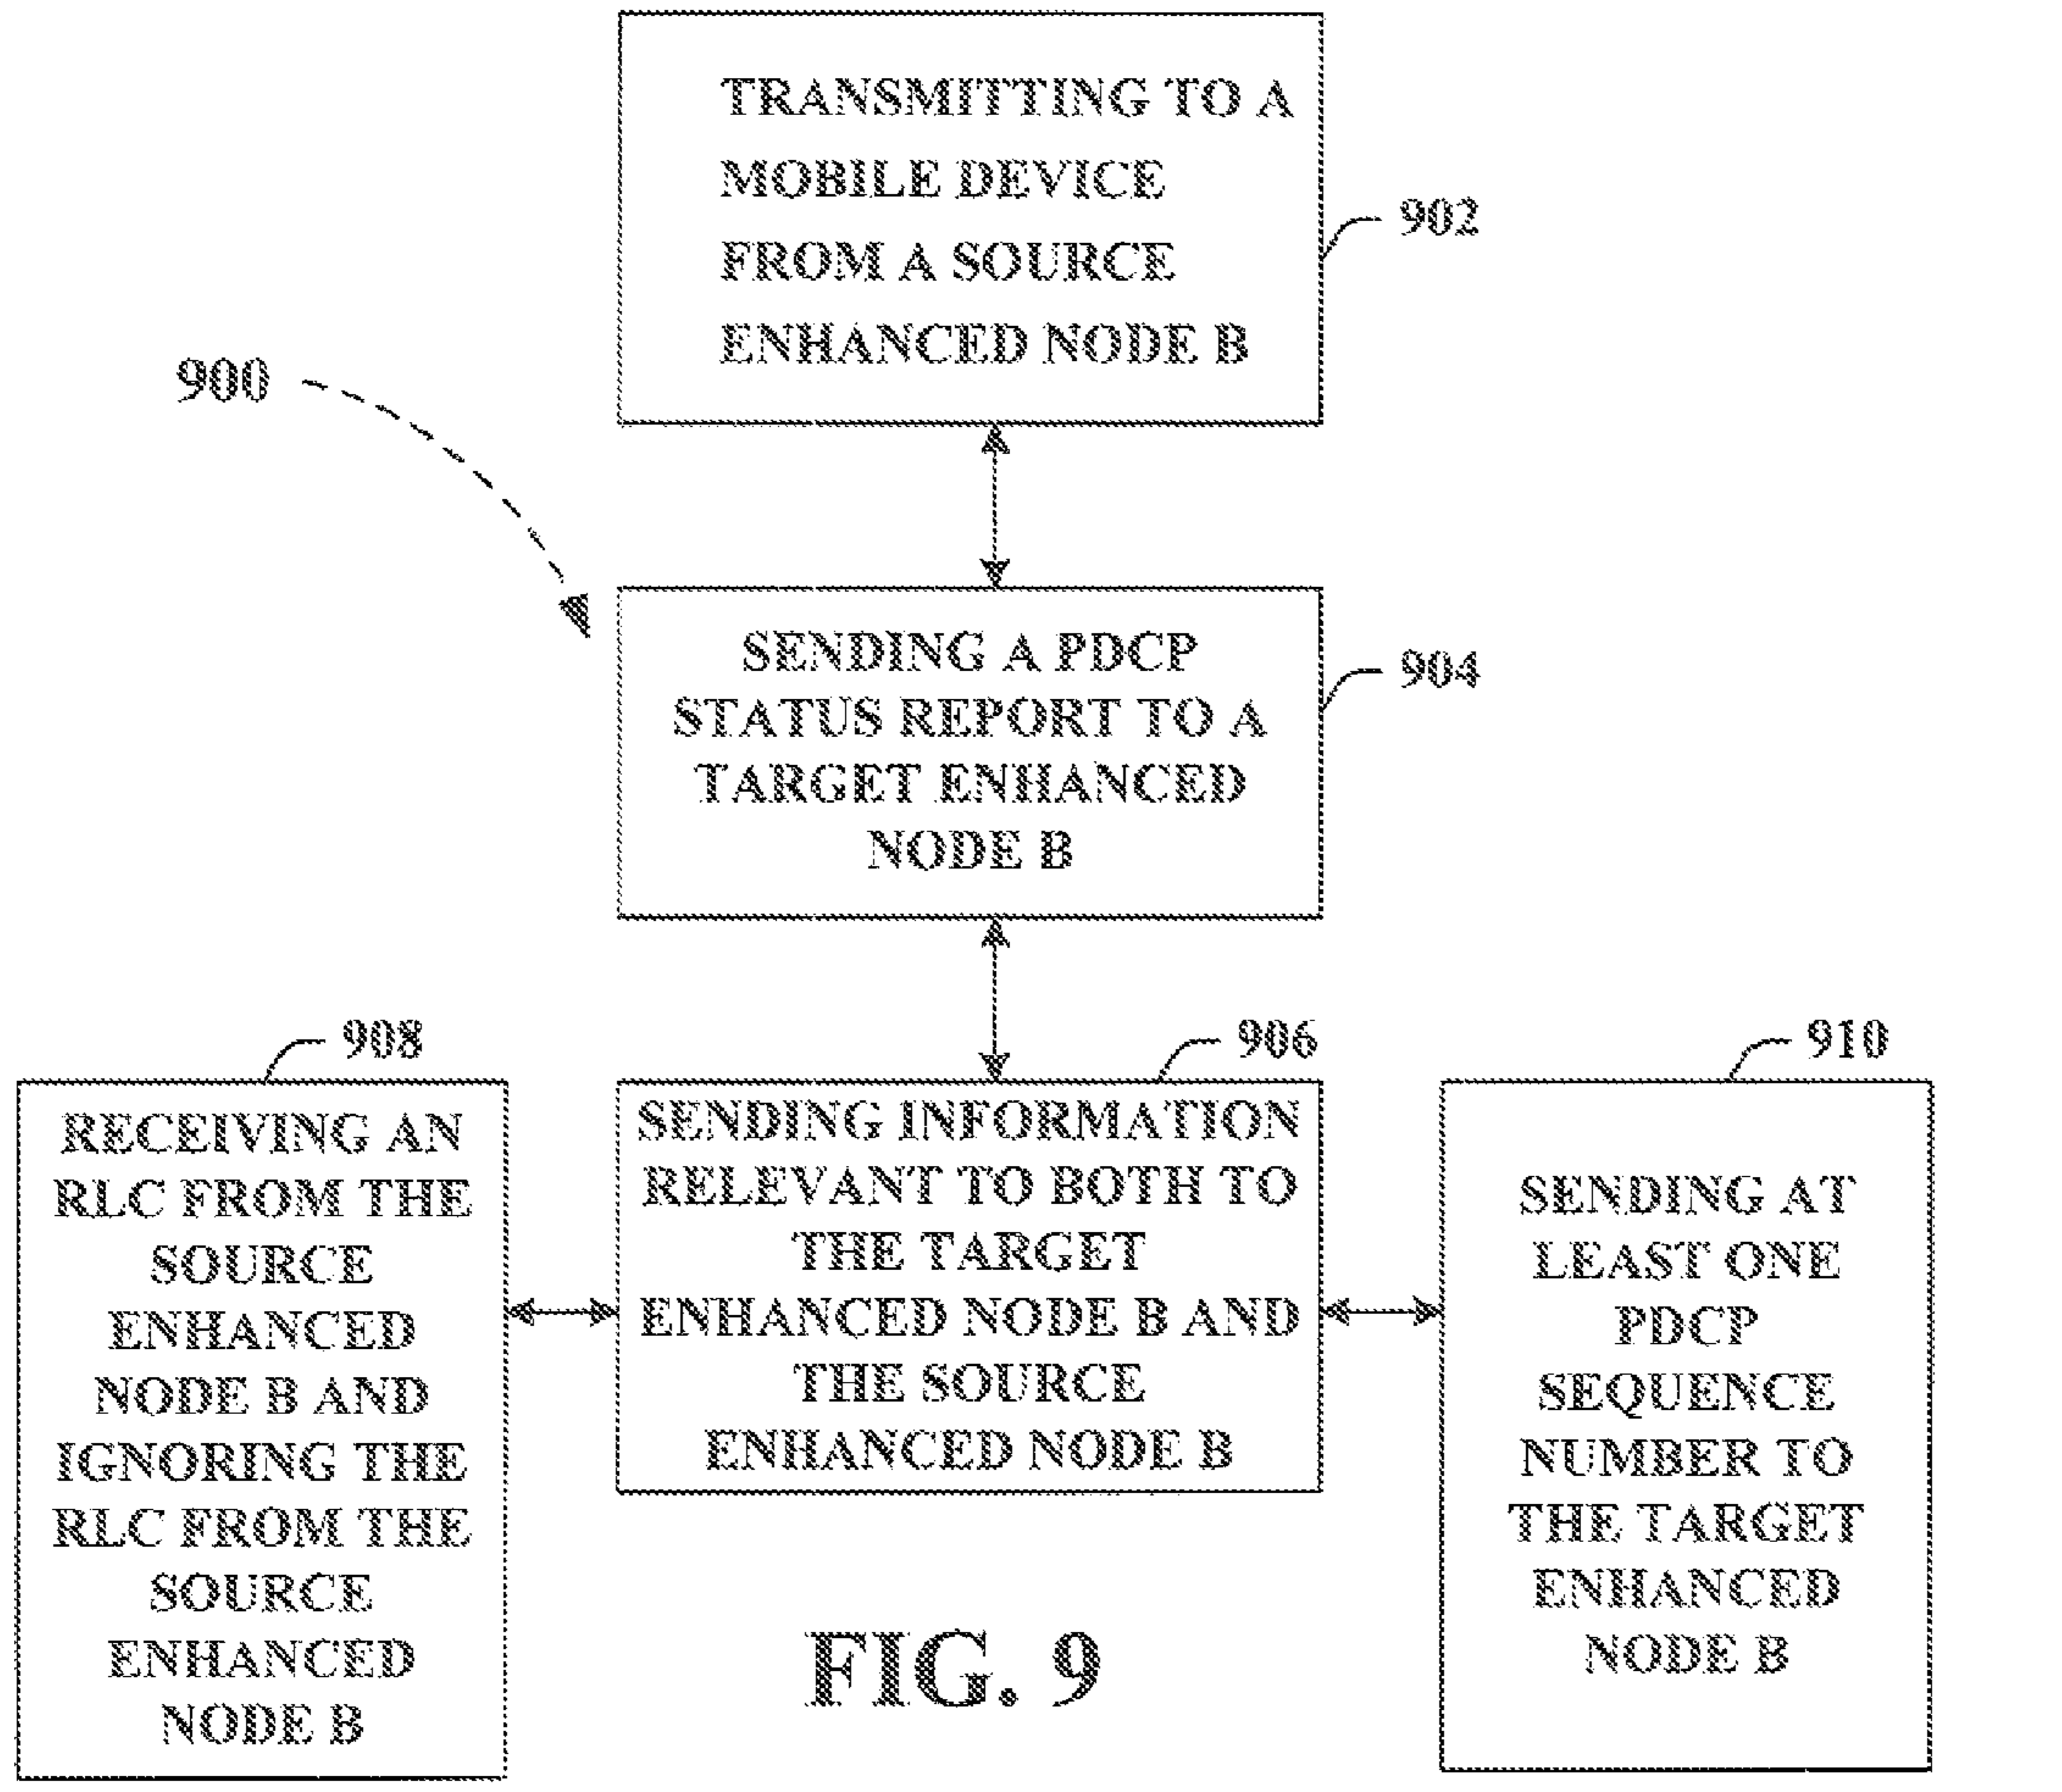 TRANSMITTING TO A
MOBILE DEVICE
FROM A SOURCE
ENHANCED NODE B
902
900
SENDING A PDCP
STATUS REPORT TO A
TARGET ENHANCED
NODE B
904
908
RECEIVING AN
RLC FROM THE
SOURCE
ENHANCED
NODE B AND
IGNORING THE
RLC FROM THE
SOURCE
ENHANCED
NODE B
906
SENDING INFORMATION
RELEVANT TO BOTH TO
THE TARGET
ENHANCED NODE B AND
THE SOURCE
ENHANCED NODE B
910
SENDING AT
LEAST ONE
PDCP
SEQUENCE
NUMBER TO
THE TARGET
ENHANCED
NODE B
FIG. 9